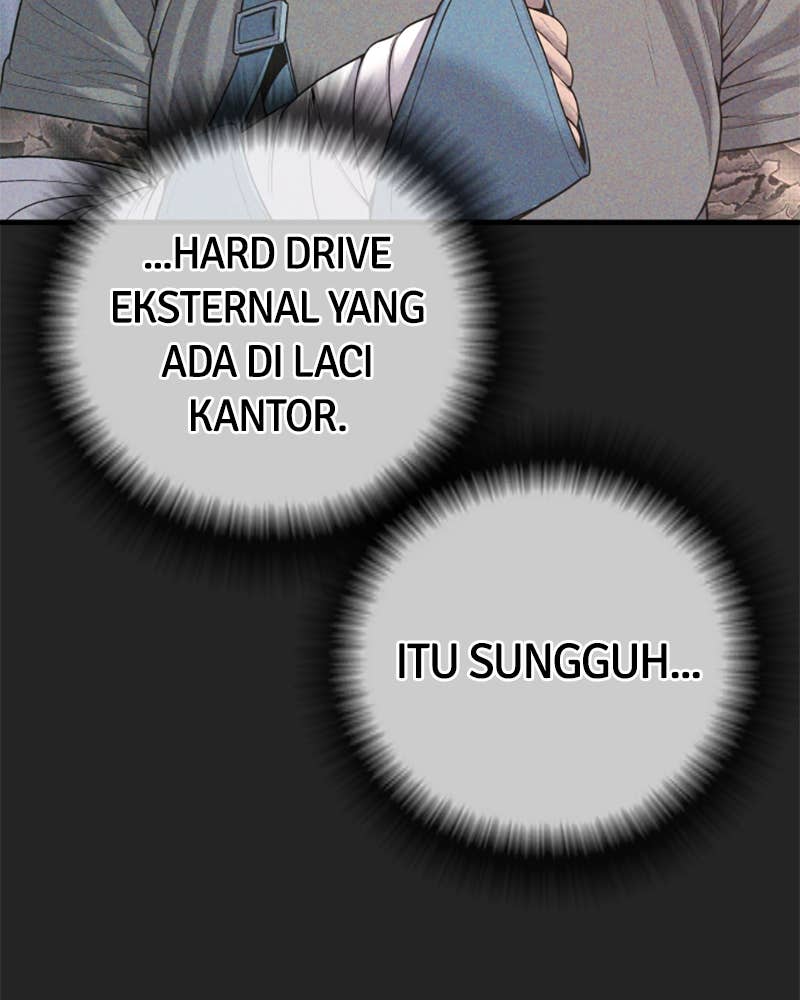 ...HARD DRIVE
EKSTERNAL YANG
ADA DI LACI
KANTOR.
ITU SUNGGUH...